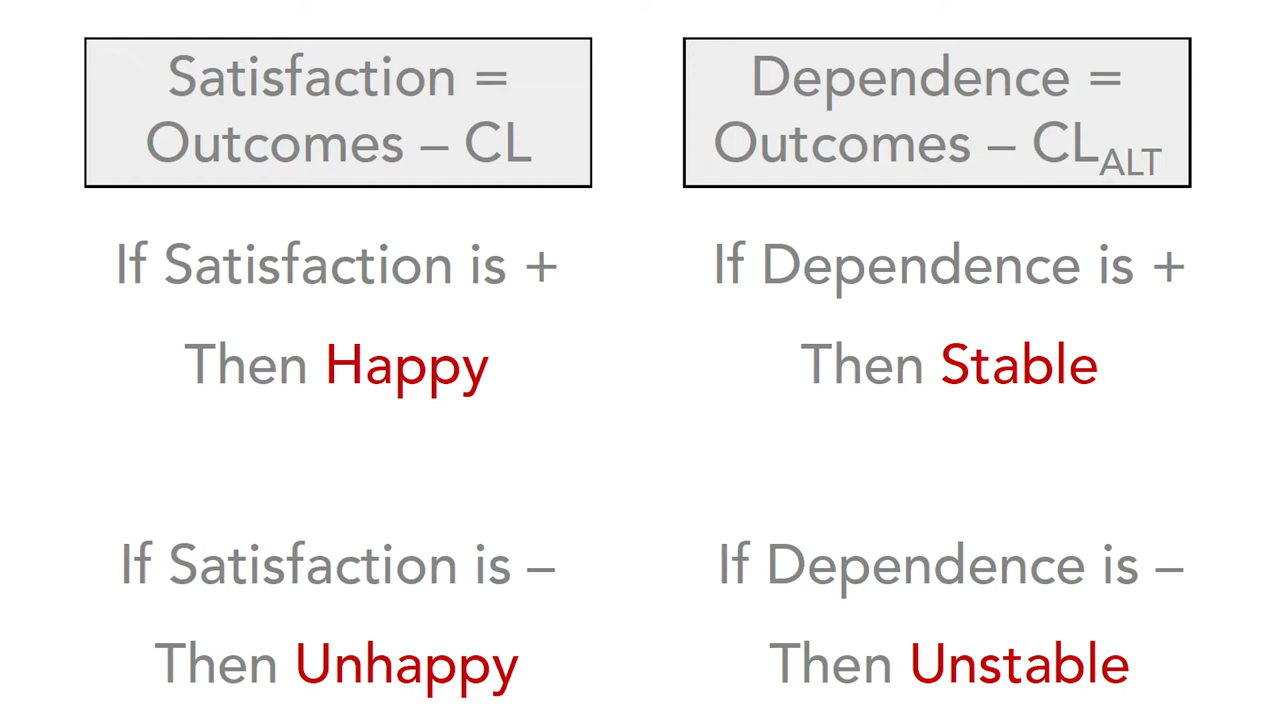 Satisfaction =
Outcomes – CL
If Satisfaction is +
Then Happy
If Satisfaction is –
Then Unhappy
Dependence =
Outcomes – CLALT
If Dependence is +
Then Stable
If Dependence is –
Then Unstable